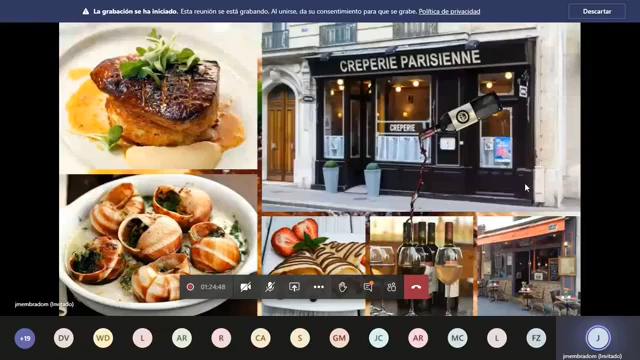 La grabación se ha iniciado. Esta reunión se está grabando. Al unirse, da su consentimiento para que se grabe. Política de privacidad
Descartar
CREPERIE PARISIENNE
CREPERIE
01:24:48
jmembradom (Invitado)
+19
DV
WD
L
AR
R
CA
S
GM
JC
AR
MC
L
FZ
J
jmembradom (Invitado)